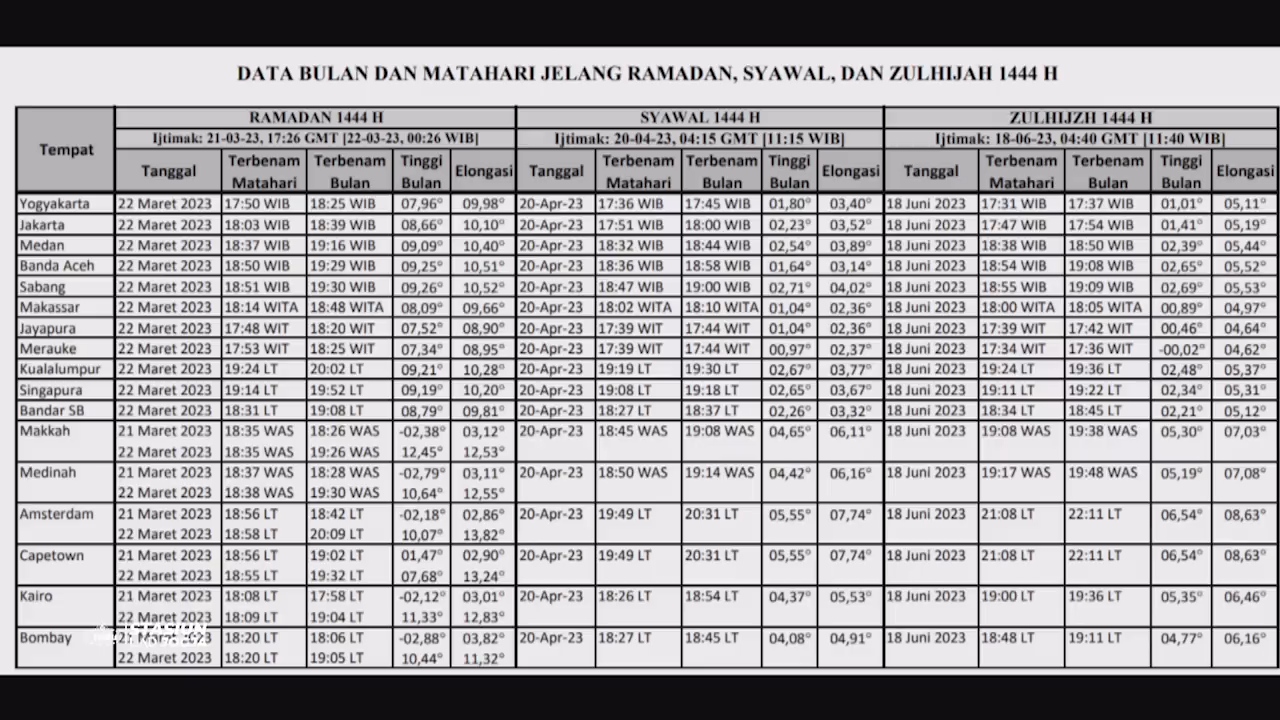 DATA BULAN DAN MATAHARI JELANG RAMADAN, SYAWAL, DAN ZULHIJAH 1444 H
Tempat RAMADAN 1444 H SYAWAL 1444 H ZULHIJZH 1444 H
Ijtimak: 21-03-23, 17:26 GMT [22-03-23, 00:26 WIB] Ijtimak: 20-04-23, 04:15 GMT [11:15 WIB] Ijtimak: 18-06-23, 04:40 GMT [11:40 WIB]
Tanggal Terbenam Matahari Terbenam Bulan Tinggi Bulan Elongasi Tanggal Terbenam Matahari Terbenam Bulan Tinggi Bulan Elongasi Tanggal Terbenam Matahari Terbenam Bulan Tinggi Bulan Elongasi
Yogyakarta 22 Maret 2023 17:50 WIB 18:25 WIB 07,96° 09,98° 20-Apr-23 17:36 WIB 17:45 WIB 01,80° 03,40° 18 Juni 2023 17:31 WIB 17:37 WIB 01,01° 05,11°
Jakarta 22 Maret 2023 18:03 WIB 18:39 WIB 08,66° 10,10° 20-Apr-23 17:51 WIB 18:00 WIB 02,23° 03,52° 18 Juni 2023 17:47 WIB 17:54 WIB 01,41° 05,19°
Medan 22 Maret 2023 18:37 WIB 19:16 WIB 09,09° 10,40° 20-Apr-23 18:32 WIB 18:44 WIB 02,54° 03,89° 18 Juni 2023 18:38 WIB 18:50 WIB 02,39° 05,44°
Banda Aceh 22 Maret 2023 18:50 WIB 19:29 WIB 09,25° 10,51° 20-Apr-23 18:36 WIB 18:58 WIB 01,64° 03,14° 18 Juni 2023 18:54 WIB 19:08 WIB 02,65° 05,52°
Sabang 22 Maret 2023 18:51 WIB 19:30 WIB 09,26° 10,52° 20-Apr-23 18:47 WIB 19:00 WIB 02,71° 04,02° 18 Juni 2023 18:55 WIB 19:09 WIB 02,69° 05,53°
Makassar 22 Maret 2023 18:14 WITA 18:48 WITA 08,09° 09,66° 20-Apr-23 18:02 WITA 18:10 WITA 01,04° 02,36° 18 Juni 2023 18:00 WITA 18:05 WITA 00,89° 04,97°
Jayapura 22 Maret 2023 17:48 WIT 18:20 WIT 07,52° 08,90° 20-Apr-23 17:39 WIT 17:44 WIT 01,04° 02,36° 18 Juni 2023 17:39 WIT 17:42 WIT 00,46° 04,64°
Merauke 22 Maret 2023 17:53 WIT 18:25 WIT 07,34° 08,95° 20-Apr-23 17:39 WIT 17:44 WIT 00,97° 02,37° 18 Juni 2023 17:34 WIT 17:36 WIT -00,02° 04,62°
Kualalumpur 22 Maret 2023 19:24 LT 20:02 LT 09,21° 10,28° 20-Apr-23 19:19 LT 19:30 LT 02,67° 03,77° 18 Juni 2023 19:24 LT 19:36 LT 02,48° 05,37°
Singapura 22 Maret 2023 19:14 LT 19:52 LT 09,19° 10,20° 20-Apr-23 19:08 LT 19:18 LT 02,65° 03,67° 18 Juni 2023 19:11 LT 19:22 LT 02,34° 05,31°
Bandar SB 22 Maret 2023 18:31 LT 19:08 LT 08,79° 09,81° 20-Apr-23 18:27 LT 18:37 LT 02,26° 03,32° 18 Juni 2023 18:34 LT 18:45 LT 02,21° 05,12°
Makkah 21 Maret 2023 18:35 WAS 18:26 WAS -02,38° 03,12° 20-Apr-23 18:45 WAS 19:08 WAS 04,65° 06,11° 18 Juni 2023 19:08 WAS 19:38 WAS 05,30° 07,03°
22 Maret 2023 18:35 WAS 19:26 WAS 12,45° 12,53°
Medinah 21 Maret 2023 18:37 WAS 18:28 WAS -02,79° 03,11° 20-Apr-23 18:50 WAS 19:14 WAS 04,42° 06,16° 18 Juni 2023 19:17 WAS 19:48 WAS 05,19° 07,08°
22 Maret 2023 18:38 WAS 19:30 WAS 10,64° 12,55°
Amsterdam 21 Maret 2023 18:56 LT 18:42 LT -02,18° 02,86° 20-Apr-23 19:49 LT 20:31 LT 05,55° 07,74° 18 Juni 2023 21:08 LT 22:11 LT 06,54° 08,63°
22 Maret 2023 18:58 LT 20:09 LT 10,07° 13,82°
Capetown 21 Maret 2023 18:56 LT 19:02 LT 01,47° 02,90° 20-Apr-23 19:49 LT 20:31 LT 05,55° 07,74° 18 Juni 2023 21:08 LT 22:11 LT 06,54° 08,63°
22 Maret 2023 18:55 LT 19:32 LT 07,68° 13,24°
Kairo 21 Maret 2023 18:08 LT 17:58 LT -02,12° 03,01° 20-Apr-23 18:26 LT 18:54 LT 04,37° 05,53° 18 Juni 2023 19:00 LT 19:36 LT 05,35° 06,46°
22 Maret 2023 18:09 LT 19:04 LT 11,33° 12,83°
Bombay 18:20 LT 18:06 LT -02,88° 03,82° 20-Apr-23 18:27 LT 18:45 LT 04,08° 04,91° 18 Juni 2023 18:48 LT 19:11 LT 04,77° 06,16°
22 Maret 2023 18:20 LT 19:05 LT 10,44° 11,32°